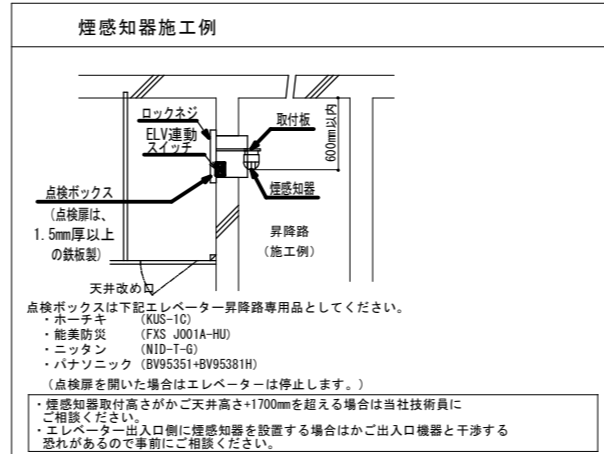 煙感知器施工例
ロックネジ
ELV連動
スイッチ
点検ボックス
(点検扉は、
1.5mm厚以上
の鉄板製)
天井改め口
取付板
600mm以内
煙感知器
昇降路
(施工例)
点検ボックスは下記エレベーター昇降路専用品としてください。
・ホーチキ (KUS-1C)
・能美防災 (FXS J001A-HU)
・ニッタン (NID-T-G)
・パナソニック (BV95351+BV95381H)
(点検扉を開いた場合はエレベーターは停止します。)
・煙感知器取付高さがかご天井高さ+1700mmを超える場合は当社技術員に
ご相談ください。
・エレベーター出入口側に煙感知器を設置する場合はかご出入口機器と干渉する
恐れがあるので事前にご相談ください。